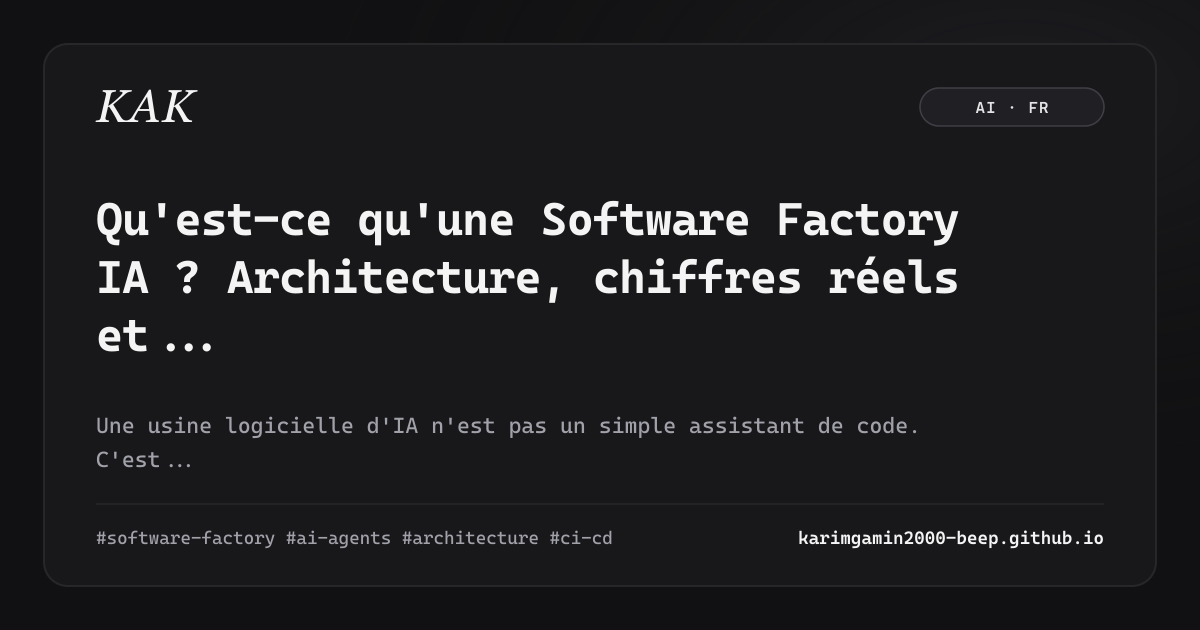 KAK
AI · FR
Qu'est-ce qu'une Software Factory
IA ? Architecture, chiffres réels
et...
Une usine logicielle d'IA n'est pas un simple assistant de code.
C'est...
#software-factory #ai-agents #architecture #ci-cd
karimgamin2000-beep.github.io